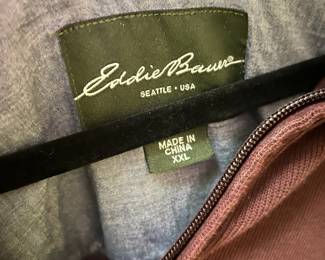 Eddie Bauer
SEATTLE • USA
MADE IN
CHINA
XXL